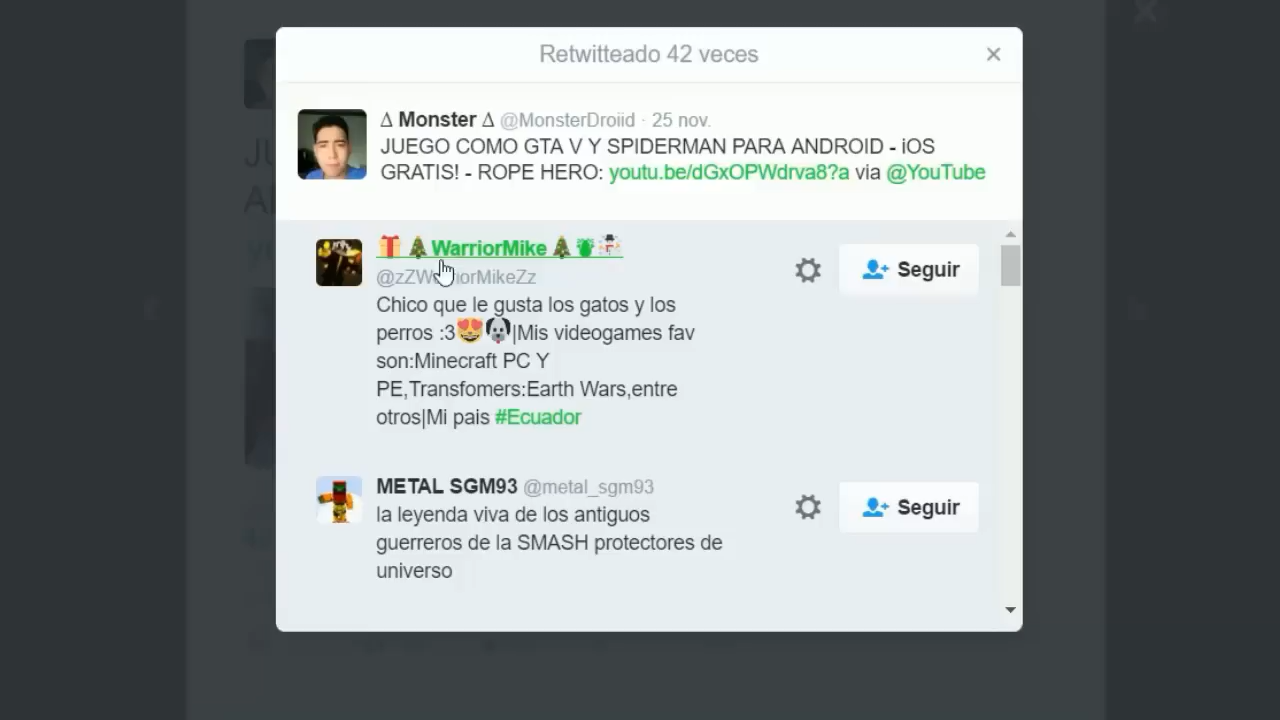 Retwitteado 42 veces
∆ Monster ∆ @MonsterDroiid · 25 nov.
JUEGO COMO GTA V Y SPIDERMAN PARA ANDROID - iOS
GRATIS! - ROPE HERO: youtu.be/dGxOPWdrva8?a via @YouTube
🎁 🎄WarriorMike 🎄🐲☃
@zZWarriorMikeZz
Seguir
Chico que le gusta los gatos y los
perros :3😻🐶|Mis videogames fav
son:Minecraft PC Y
PE,Transfomers:Earth Wars,entre
otros|Mi pais #Ecuador
METAL SGM93 @metal_sgm93
Seguir
la leyenda viva de los antiguos
guerreros de la SMASH protectores de
universo